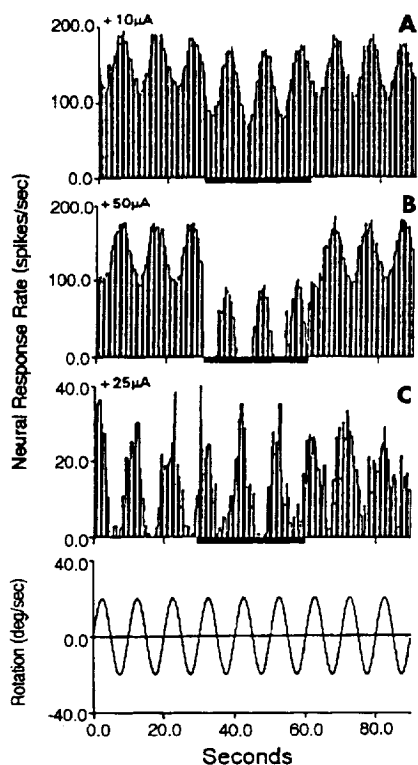 A
200.0
+10µA
100.0
0.0
B
200.0
+50µA
100.0
0.0
C
40.0
+25µA
20.0
0.0
Neural Response Rate (spikes/sec)
40.0
0.0
-40.0
Rotation (deg/sec)
0.0 20.0 40.0 60.0 80.0
Seconds